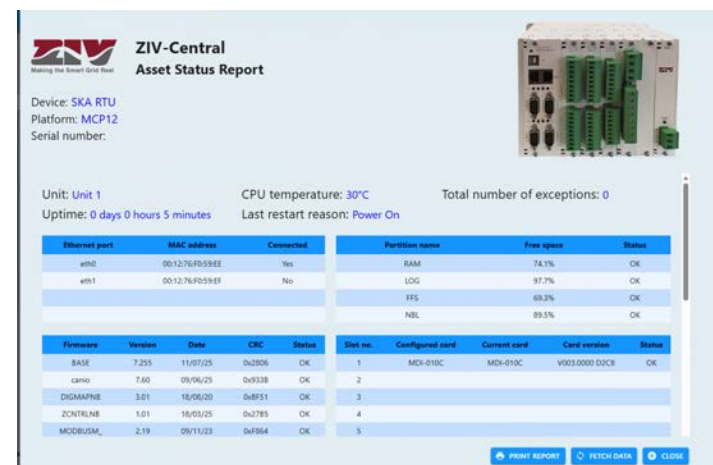 ZIV
Making the Smart Grid Real
ZIV-Central
Asset Status Report
Device: SKA RTU
Platform: MCP12
Serial number:
Unit: Unit 1 CPU temperature: 30°C Total number of exceptions: 0
Uptime: 0 days 0 hours 5 minutes Last restart reason: Power On
Ethernet port MAC address Connected
eth0 00:12:76:F0:59:EE Yes
eth1 00:12:76:F0:59:EF No
Partition name Free space Status
RAM 74.1% OK
LOG 97.7% OK
FFS 69.3% OK
NBL 89.5% OK
Firmware Version Date CRC Status
BASE 7.255 11/07/25 0x2806 OK
canio 7.60 09/06/25 0x933B OK
DIGMAPNB 3.01 18/08/20 0xBF51 OK
ZCNTRLNB 1.01 18/03/25 0x2785 OK
MODBUSM_ 2.19 09/11/23 0xFB64 OK
Slot no. Configured card Current card Card version Status
1 MDI-010C MDI-010C V003.0000 D2C8 OK
2
3
4
5
PRINT REPORT FETCH DATA CLOSE